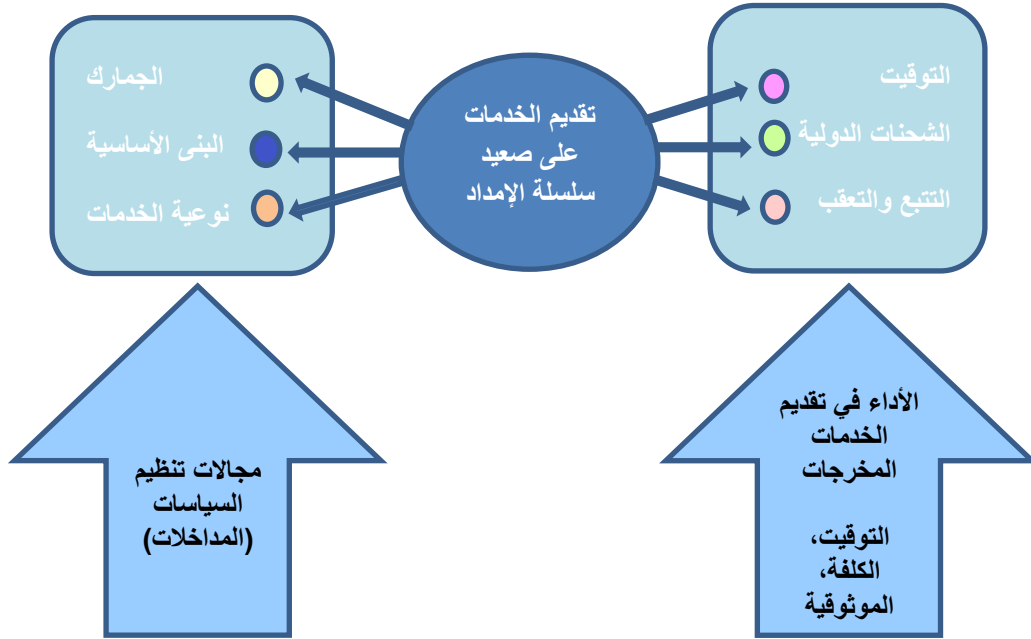 التوقيت
الشحنات الدولية
التتبع والتعقب
تقديم الخدمات
على صعيد
سلسلة الإمداد
الجمارك
البنى الأساسية
نوعية الخدمات
الأداء في تقديم
الخدمات
المخرجات
التوقيت،
الكلفة،
الموثوقية
مجالات تنظيم
السياسات
(المداخلات)